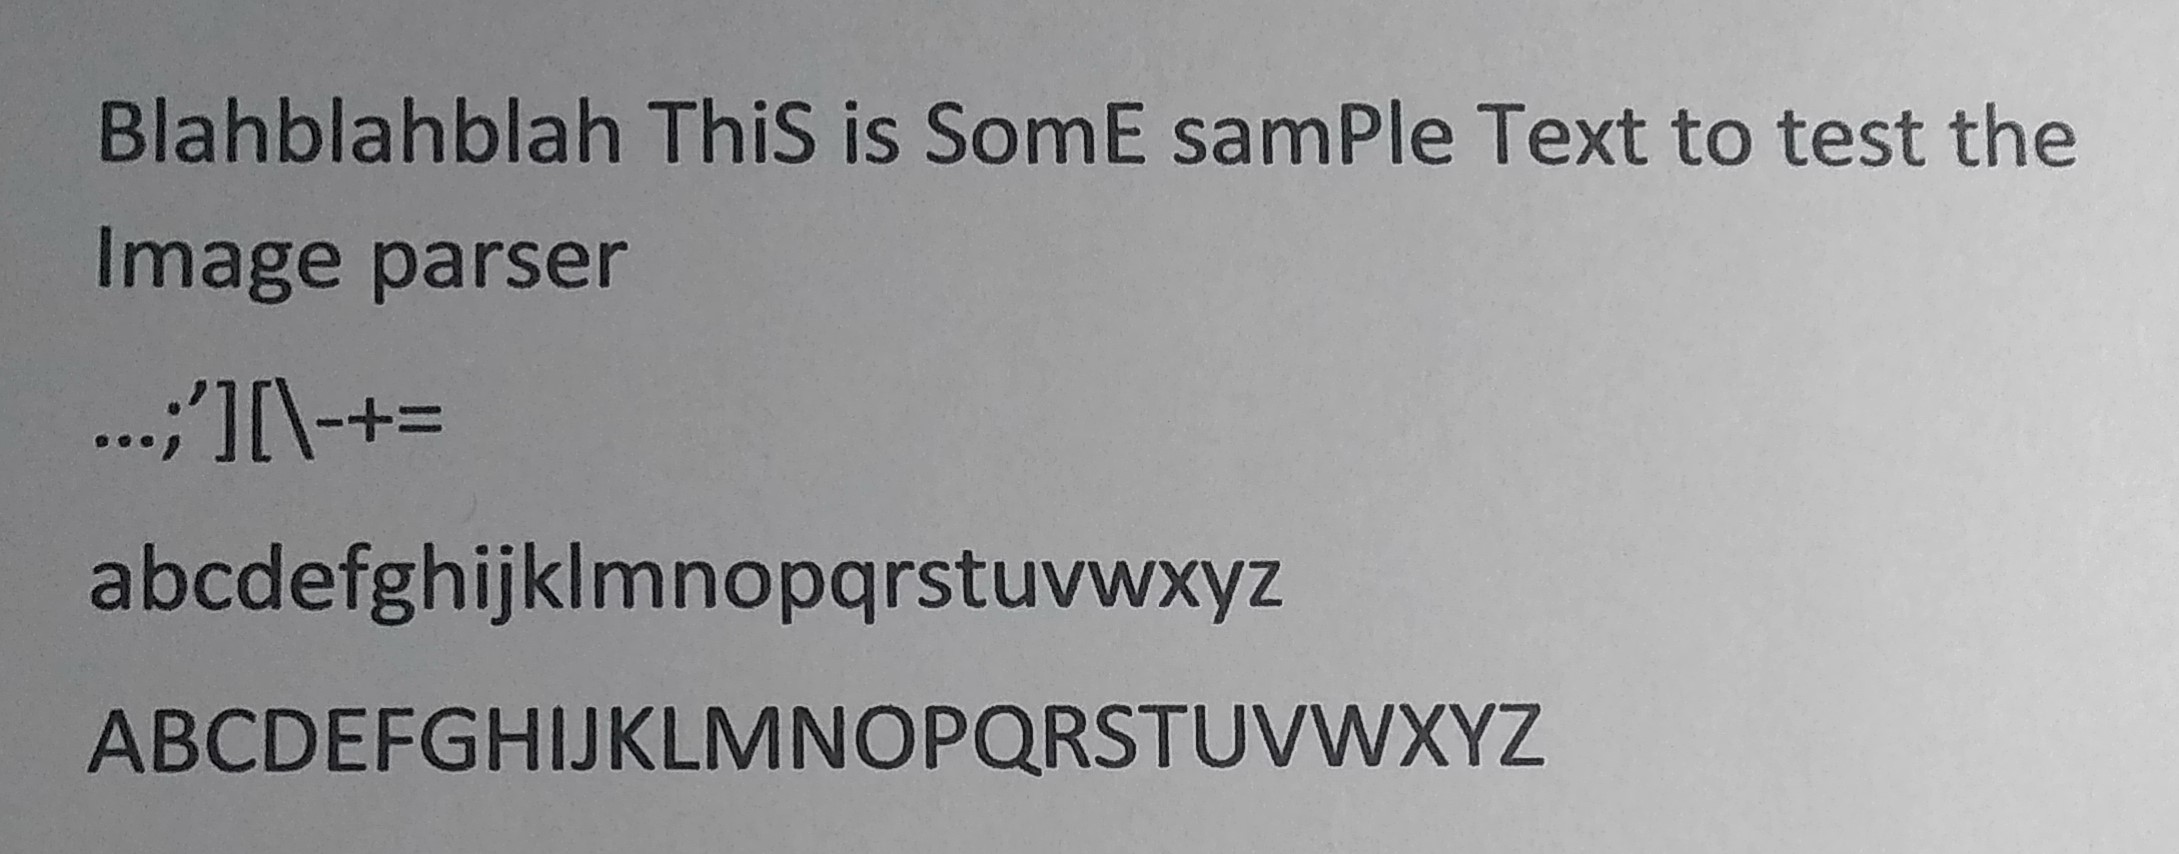 Blahblahblah ThiS is SomE samPle Text to test the
Image parser
...;’][\-+=
abcdefghijklmnopqrstuvwxyz
ABCDEFGHIJKLMNOPQRSTUVWXYZ